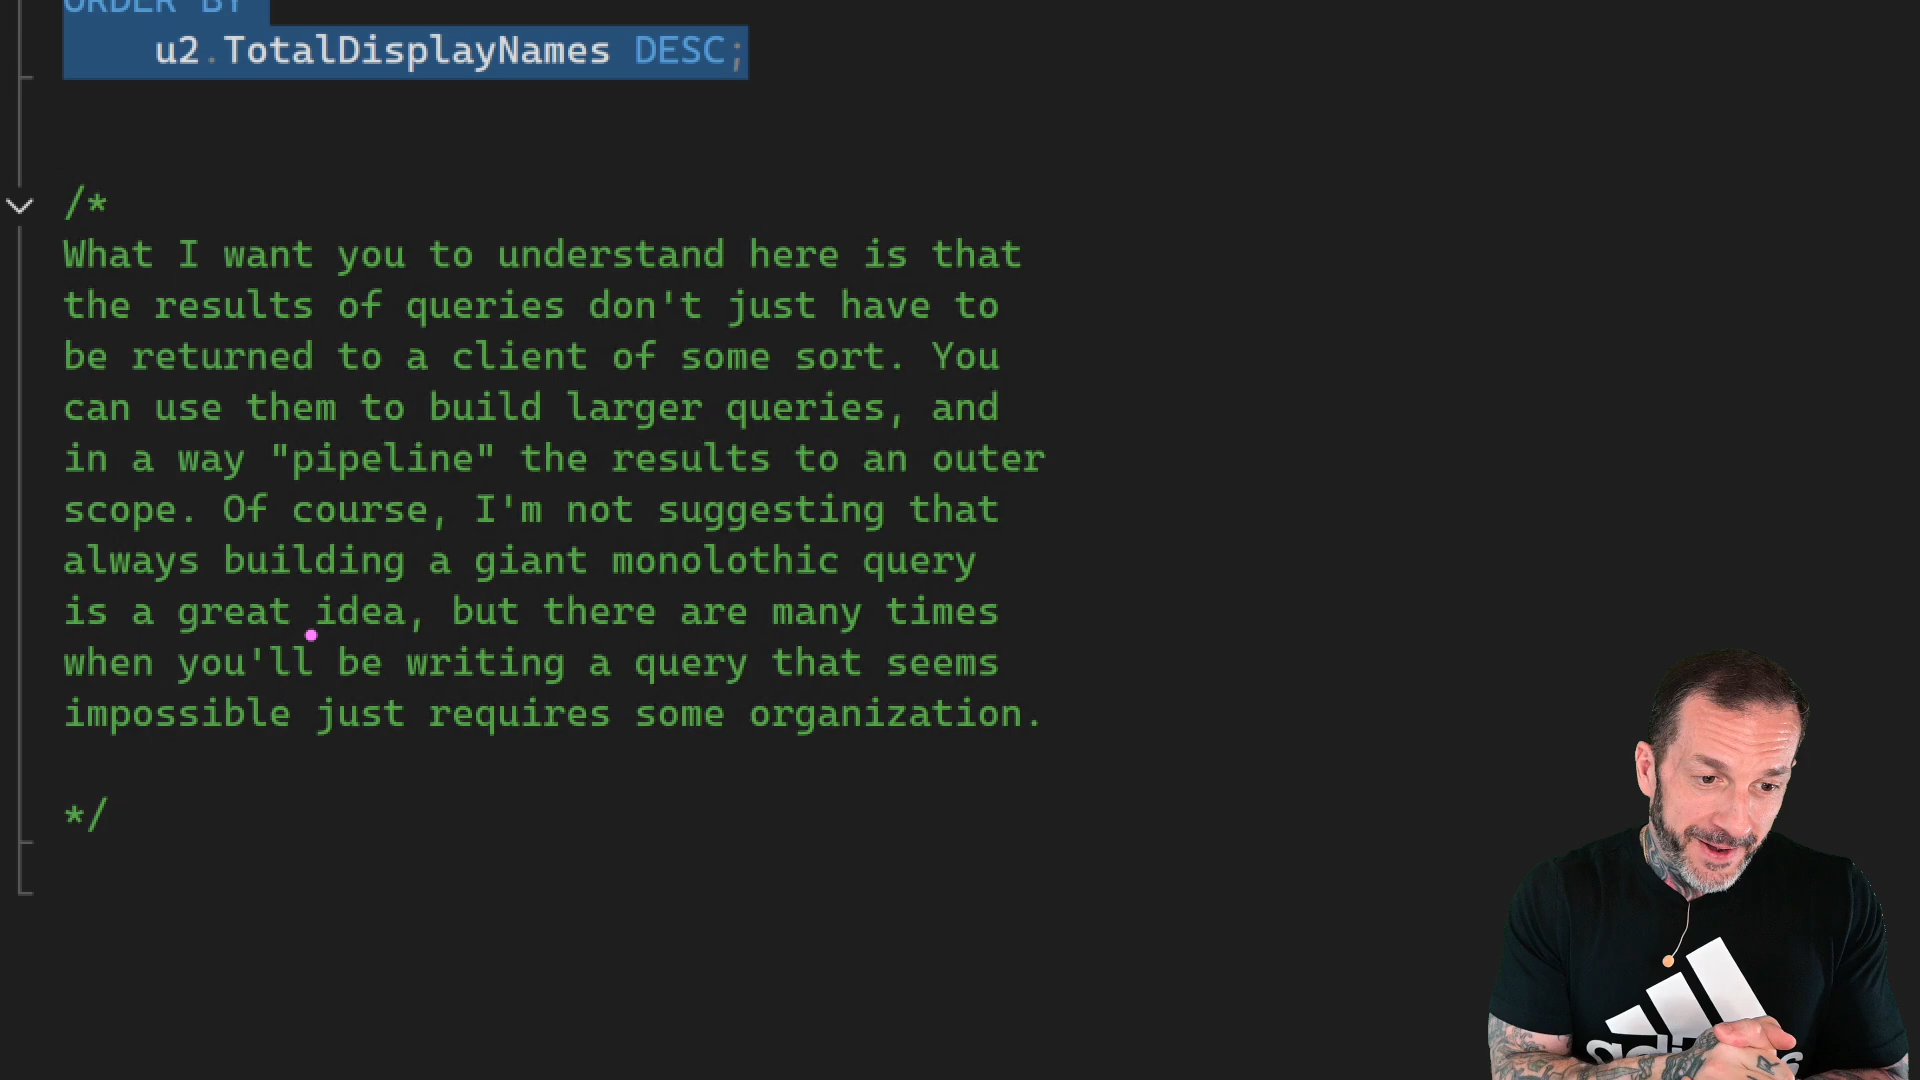 ORDER BY
u2.TotalDisplayNames DESC;
/*
What I want you to understand here is that
the results of queries don't just have to
be returned to a client of some sort. You
can use them to build larger queries, and
in a way "pipeline" the results to an outer
scope. Of course, I'm not suggesting that
always building a giant monolothic query
is a great idea, but there are many times
when you'll be writing a query that seems
impossible just requires some organization.
*/